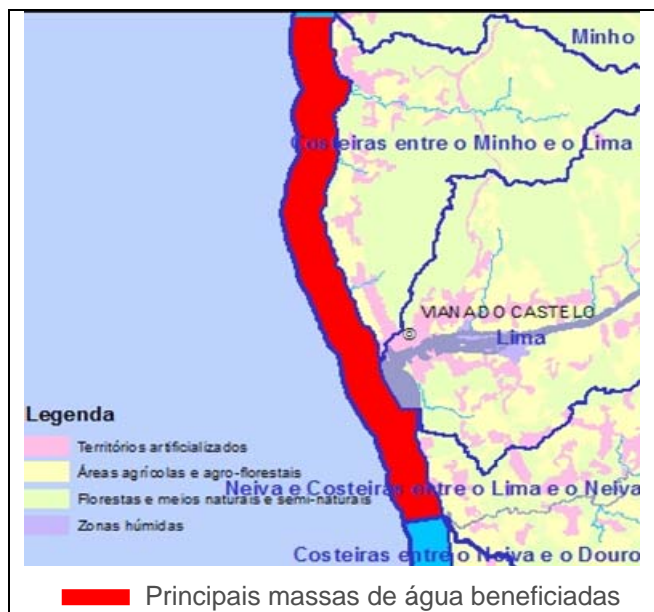 Minho
Costeiras entre o Minho e o Lima
VIANA DO CASTELO
Lima
Legenda
Territórios artificializados
Áreas agrícolas e agro-florestais
Florestas e meios naturais e semi-naturais
Neiva e Costeiras entre o Lima e o Neiva
Zonas húmidas
Costeiras entre o Neiva e o Douro
Principais massas de água beneficiadas